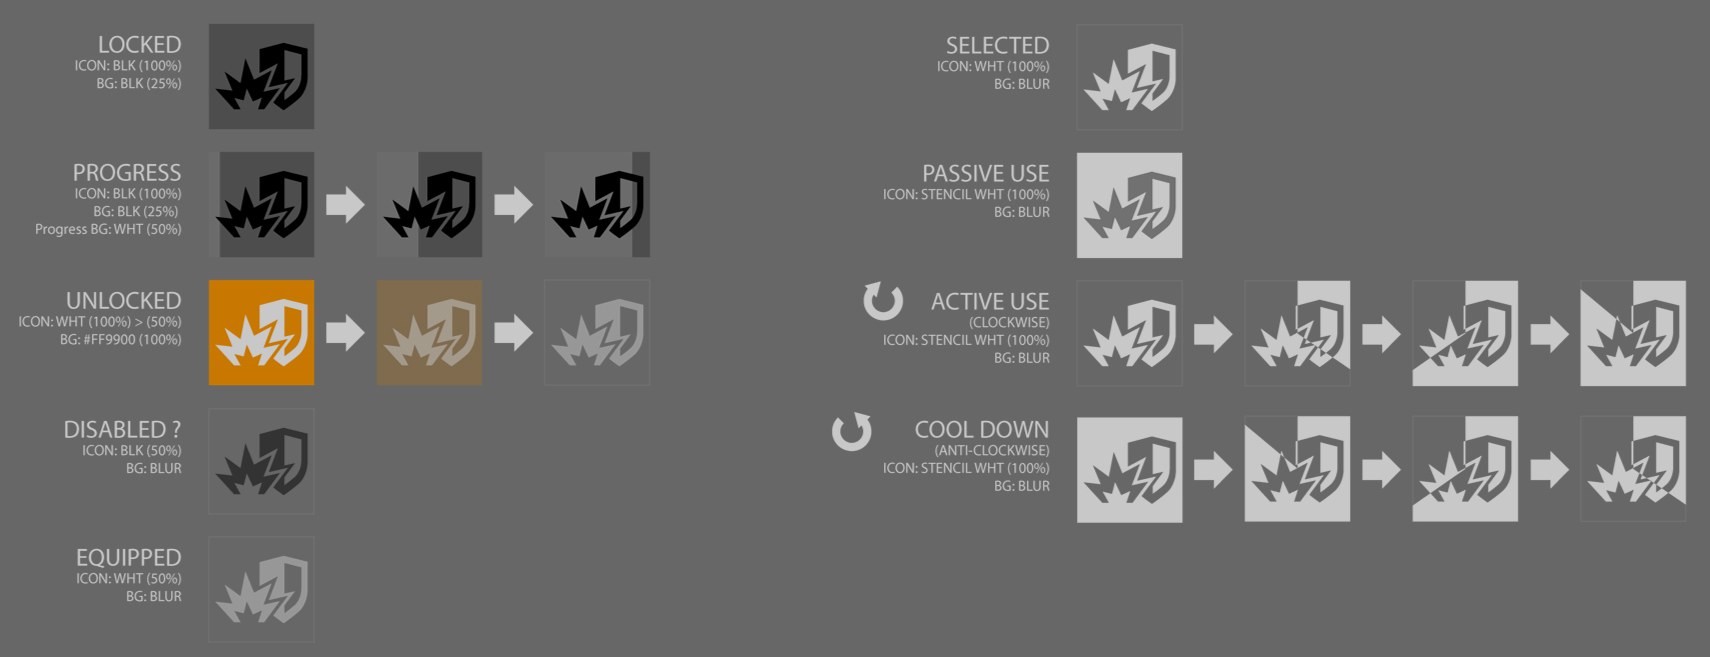 LOCKED
ICON: BLK (100%)
BG: BLK (25%)
PROGRESS
ICON: BLK (100%)
BG: BLK (25%)
Progress BG: WHT (50%)
UNLOCKED
ICON: WHT (100%) > (50%)
BG: #FF9900 (100%)
DISABLED ?
ICON: BLK (50%)
BG: BLUR
EQUIPPED
ICON: WHT (50%)
BG: BLUR
SELECTED
ICON: WHT (100%)
BG: BLUR
PASSIVE USE
ICON: STENCIL WHT (100%)
BG: BLUR
ACTIVE USE
(CLOCKWISE)
ICON: STENCIL WHT (100%)
BG: BLUR
COOL DOWN
(ANTI-CLOCKWISE)
ICON: STENCIL WHT (100%)
BG: BLUR